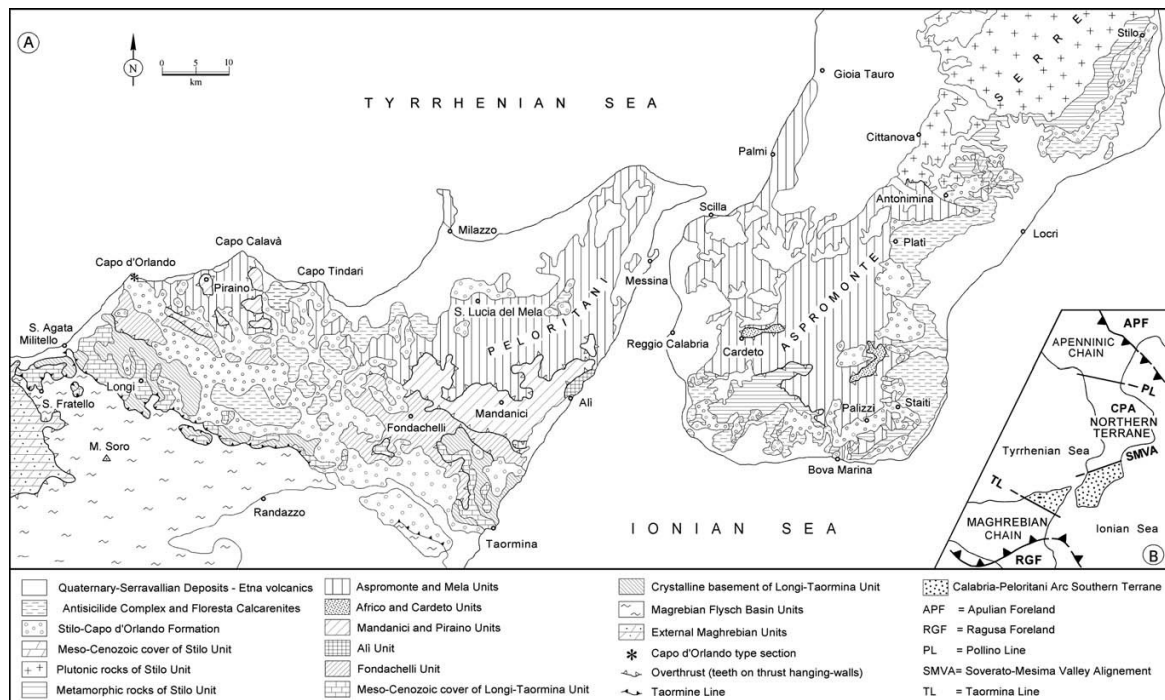 A
N
0 5 10
km
TYRRHENIAN SEA
Stilo
SERRE
Gioia Tauro
Cittanova
Palmi
Antonimina
Scilla
Locri
Platì
Milazzo
Capo Calavà
Capo d'Orlando
Capo Tindari
Piraino
Messina
S. Lucia del Mela
PELORITANI
ASPROMONTE
S. Agata
Militello
Reggio Calabria
Cardeto
Longi
Alì
S. Fratello
Mandanici
Fondachelli
Palizzi
Staiti
M. Soro
Bova Marina
Randazzo
Taormina
IONIAN SEA
APF
APENNINIC
CHAIN
PL
CPA
NORTHERN
TERRANE
Tyrrhenian Sea
SMVA
TL
MAGHREBIAN
CHAIN
Ionian Sea
RGF
B
Quaternary-Serravallian Deposits - Etna volcanics
Antisicilide Complex and Floresta Calcarenites
Stilo-Capo d'Orlando Formation
Meso-Cenozoic cover of Stilo Unit
Plutonic rocks of Stilo Unit
Metamorphic rocks of Stilo Unit
Aspromonte and Mela Units
Africo and Cardeto Units
Mandanici and Piraino Units
Alì Unit
Fondachelli Unit
Meso-Cenozoic cover of Longi-Taormina Unit
Crystalline basement of Longi-Taormina Unit
Magrebian Flysch Basin Units
External Maghrebian Units
Capo d'Orlando type section
Overthrust (teeth on thrust hanging-walls)
Taormine Line
Calabria-Peloritani Arc Southern Terrane
APF = Apulian Foreland
RGF = Ragusa Foreland
PL = Pollino Line
SMVA= Soverato-Mesima Valley Alignement
TL = Taormina Line